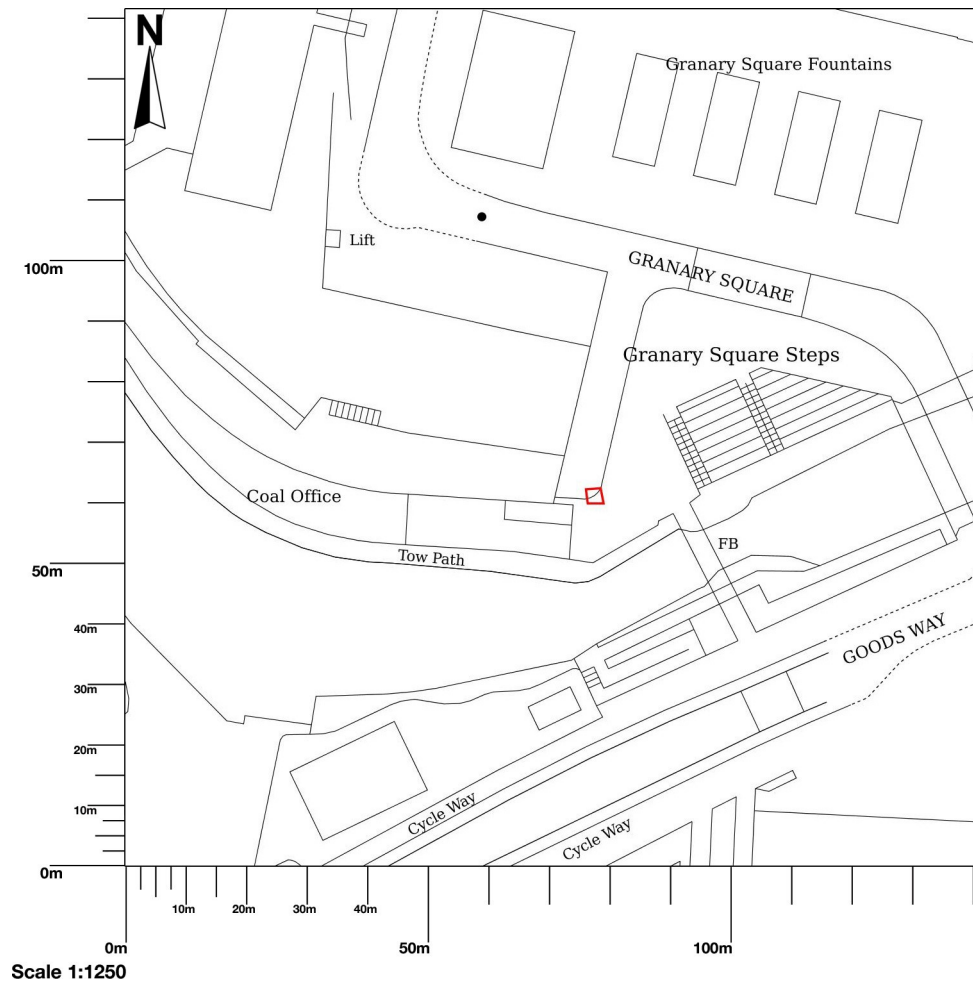 N
Granary Square Fountains
Lift
GRANARY SQUARE
100m
Granary Square Steps
Coal Office
FB
Tow Path
50m
40m
GOODS WAY
30m
20m
10m
Cycle Way
Cycle Way
0m
10m
20m
30m
40m
0m
50m
100m
Scale 1:1250